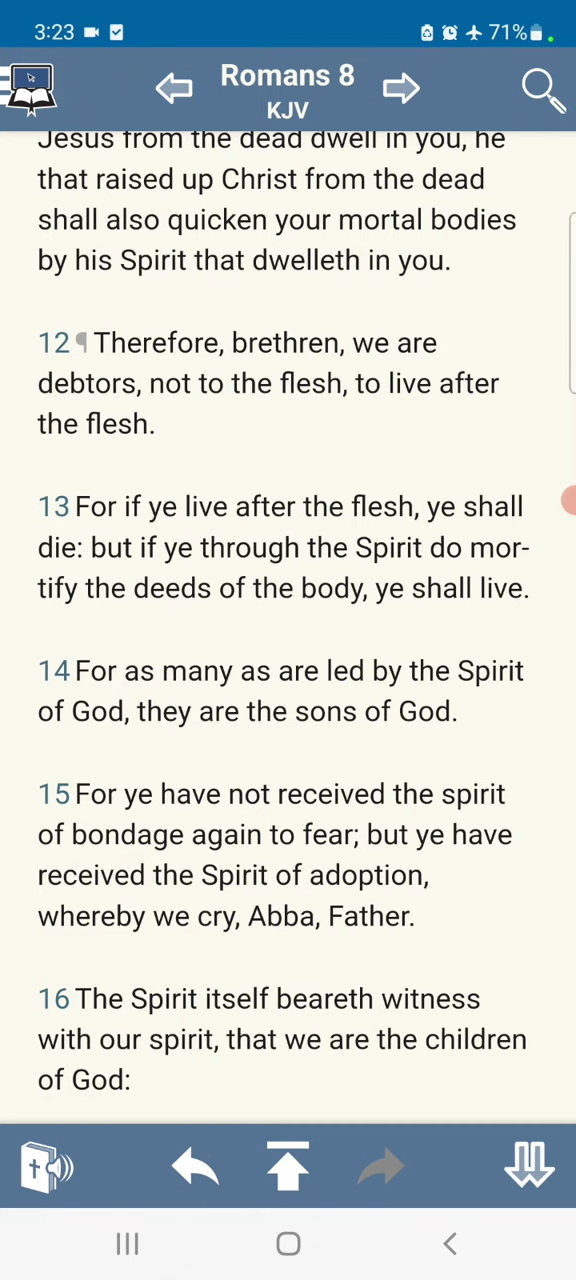 3:23
71%
Romans 8
KJV
Jesus from the dead dwell in you, he
that raised up Christ from the dead
shall also quicken your mortal bodies
by his Spirit that dwelleth in you.
12 ¶ Therefore, brethren, we are
debtors, not to the flesh, to live after
the flesh.
13 For if ye live after the flesh, ye shall
die: but if ye through the Spirit do mor-
tify the deeds of the body, ye shall live.
14 For as many as are led by the Spirit
of God, they are the sons of God.
15 For ye have not received the spirit
of bondage again to fear; but ye have
received the Spirit of adoption,
whereby we cry, Abba, Father.
16 The Spirit itself beareth witness
with our spirit, that we are the children
of God: